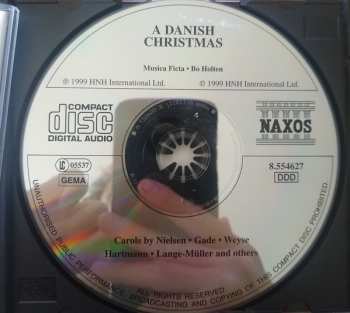 A DANISH
CHRISTMAS
Musica Ficta • Bo Holten
℗ 1999 HNH International Ltd.
© 1999 HNH International Ltd.
COMPACT
disc
DIGITAL AUDIO
NAXOS
LC 05537
GEMA
8.554627
DDD
Carols by Nielsen • Gade • Weyse
Hartmann • Lange-Müller and others
ALL RIGHTS RESERVED.
UNAUTHORISED PUBLIC PERFORMANCE, BROADCASTING AND COPYING OF THIS COMPACT DISC PROHIBITED